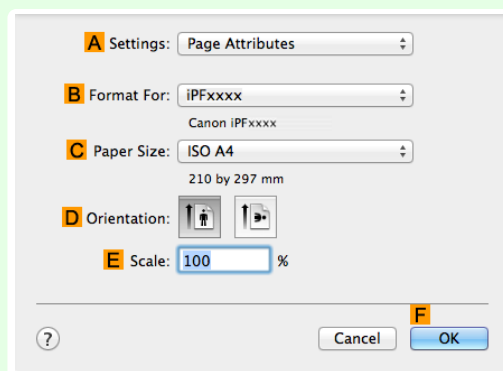 A Settings: Page Attributes
B Format For: iPFxxxx
Canon iPFxxxx
C Paper Size: ISO A4
210 by 297 mm
D Orientation:
E Scale: 100 %
F
? Cancel OK